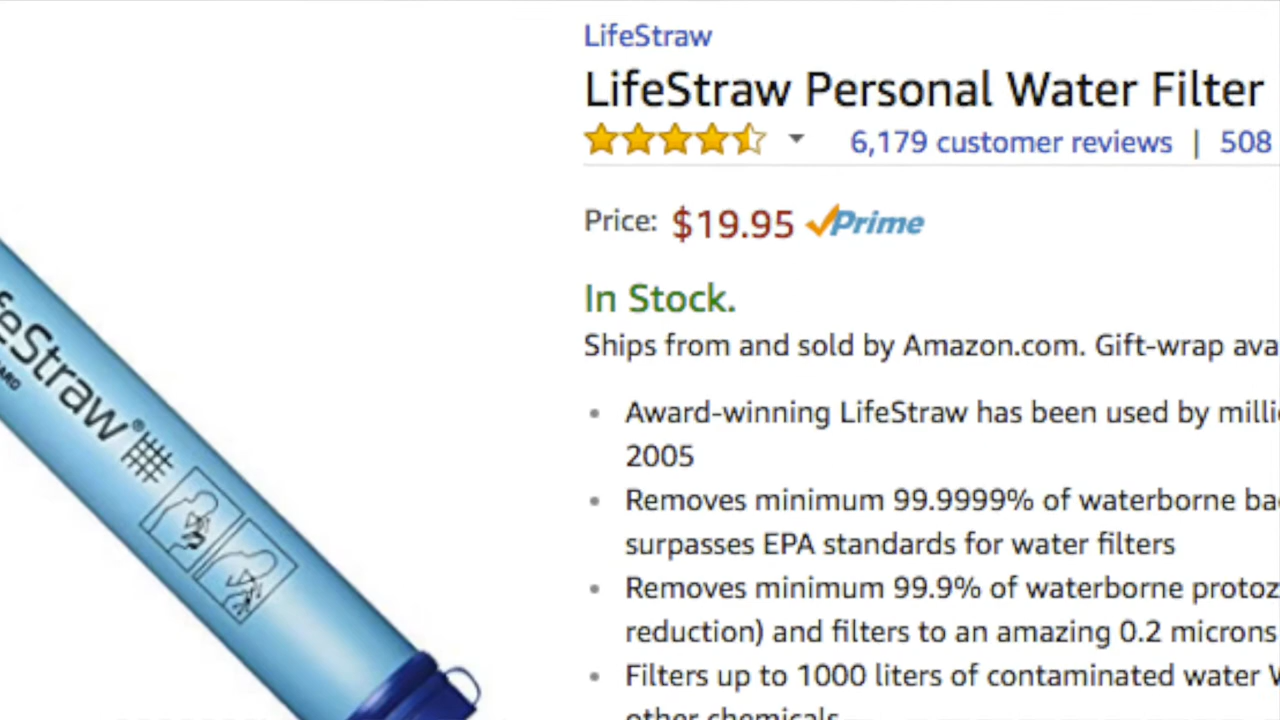 LifeStraw
LifeStraw Personal Water Filter
6,179 customer reviews | 508
Price: $19.95 Prime
In Stock.
Ships from and sold by Amazon.com. Gift-wrap ava
Award-winning LifeStraw has been used by milli
2005
Removes minimum 99.9999% of waterborne ba
surpasses EPA standards for water filters
Removes minimum 99.9% of waterborne protoz
reduction) and filters to an amazing 0.2 microns
Filters up to 1000 liters of contaminated water
other chemicals
feStraw®